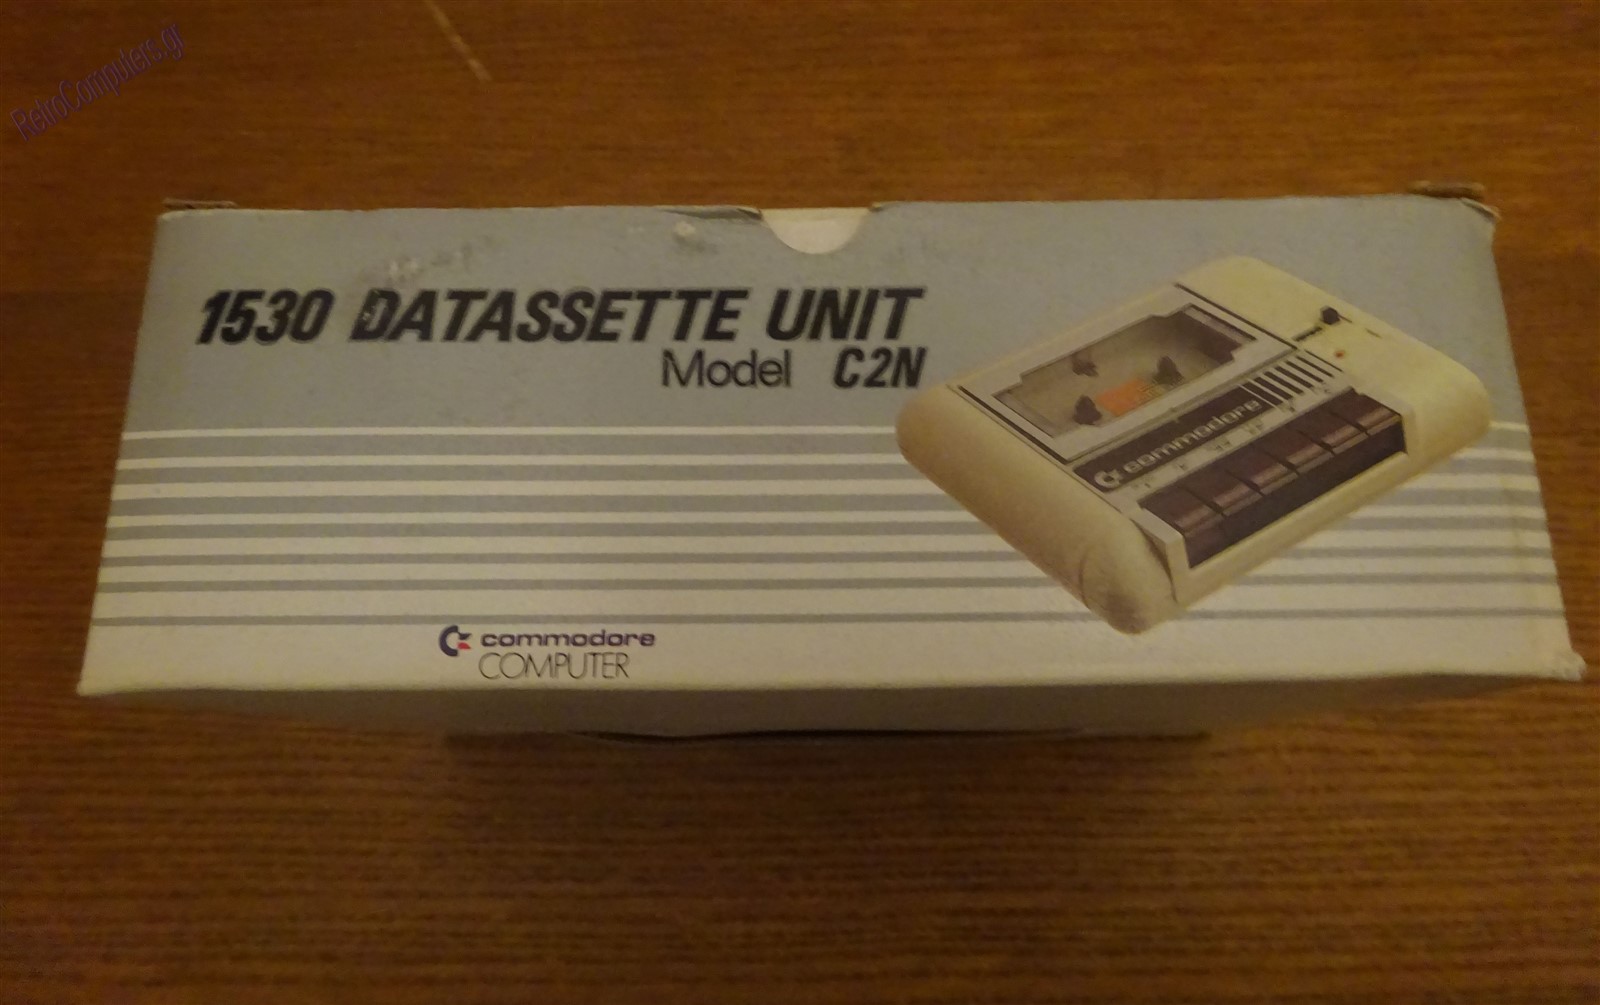 RetroComputers.gr
1530 DATASSETTE UNIT
Model C2N
commodore
commodore
COMPUTER